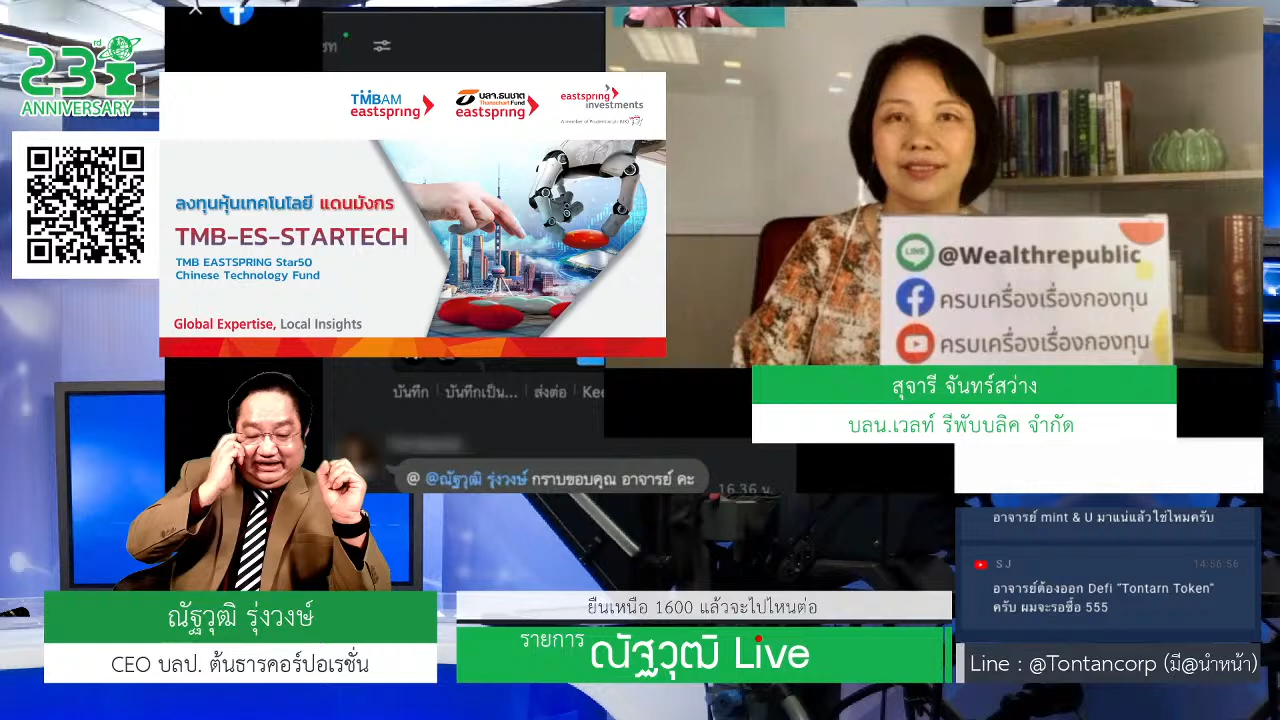 23rd
ANNIVERSARY
TMBAM
eastspring
บลจ.ธนชาต
Thanachart Fund
eastspring
eastspring
investments
ลงทุนหุ้นเทคโนโลยี แดนมังกร
TMB-ES-STARTECH
TMB EASTSPRING Star50
Chinese Technology Fund
Global Expertise, Local Insights
LINE @Wealthrepublic
ครบเครื่องเรื่องกองทุน
ครบเครื่องเรื่องกองทุน
สุจารี จันทร์สว่าง
บลน.เวลท์ รีพับบลิค จำกัด
บันทึก บันทึกเป็น... ส่งต่อ
@ @ณัฐวุฒิ รุ่งวงษ์ กราบขอบคุณ อาจารย์ คะ
16.36 น.
อาจารย์ mint & U มาแน่แล้วใช่ไหมครับ
S J 14:56:56
อาจารย์ต้องออก Defi "Tontarn Token"
ครับ ผมจะรอซื้อ 555
ณัฐวุฒิ รุ่งวงษ์
CEO บลป. ต้นธารคอร์ปอเรชั่น
ยืนเหนือ 1600 แล้วจะไปไหนต่อ
รายการ ณัฐวุฒิ Live
Line : @Tontancorp (มี@นำหน้า)